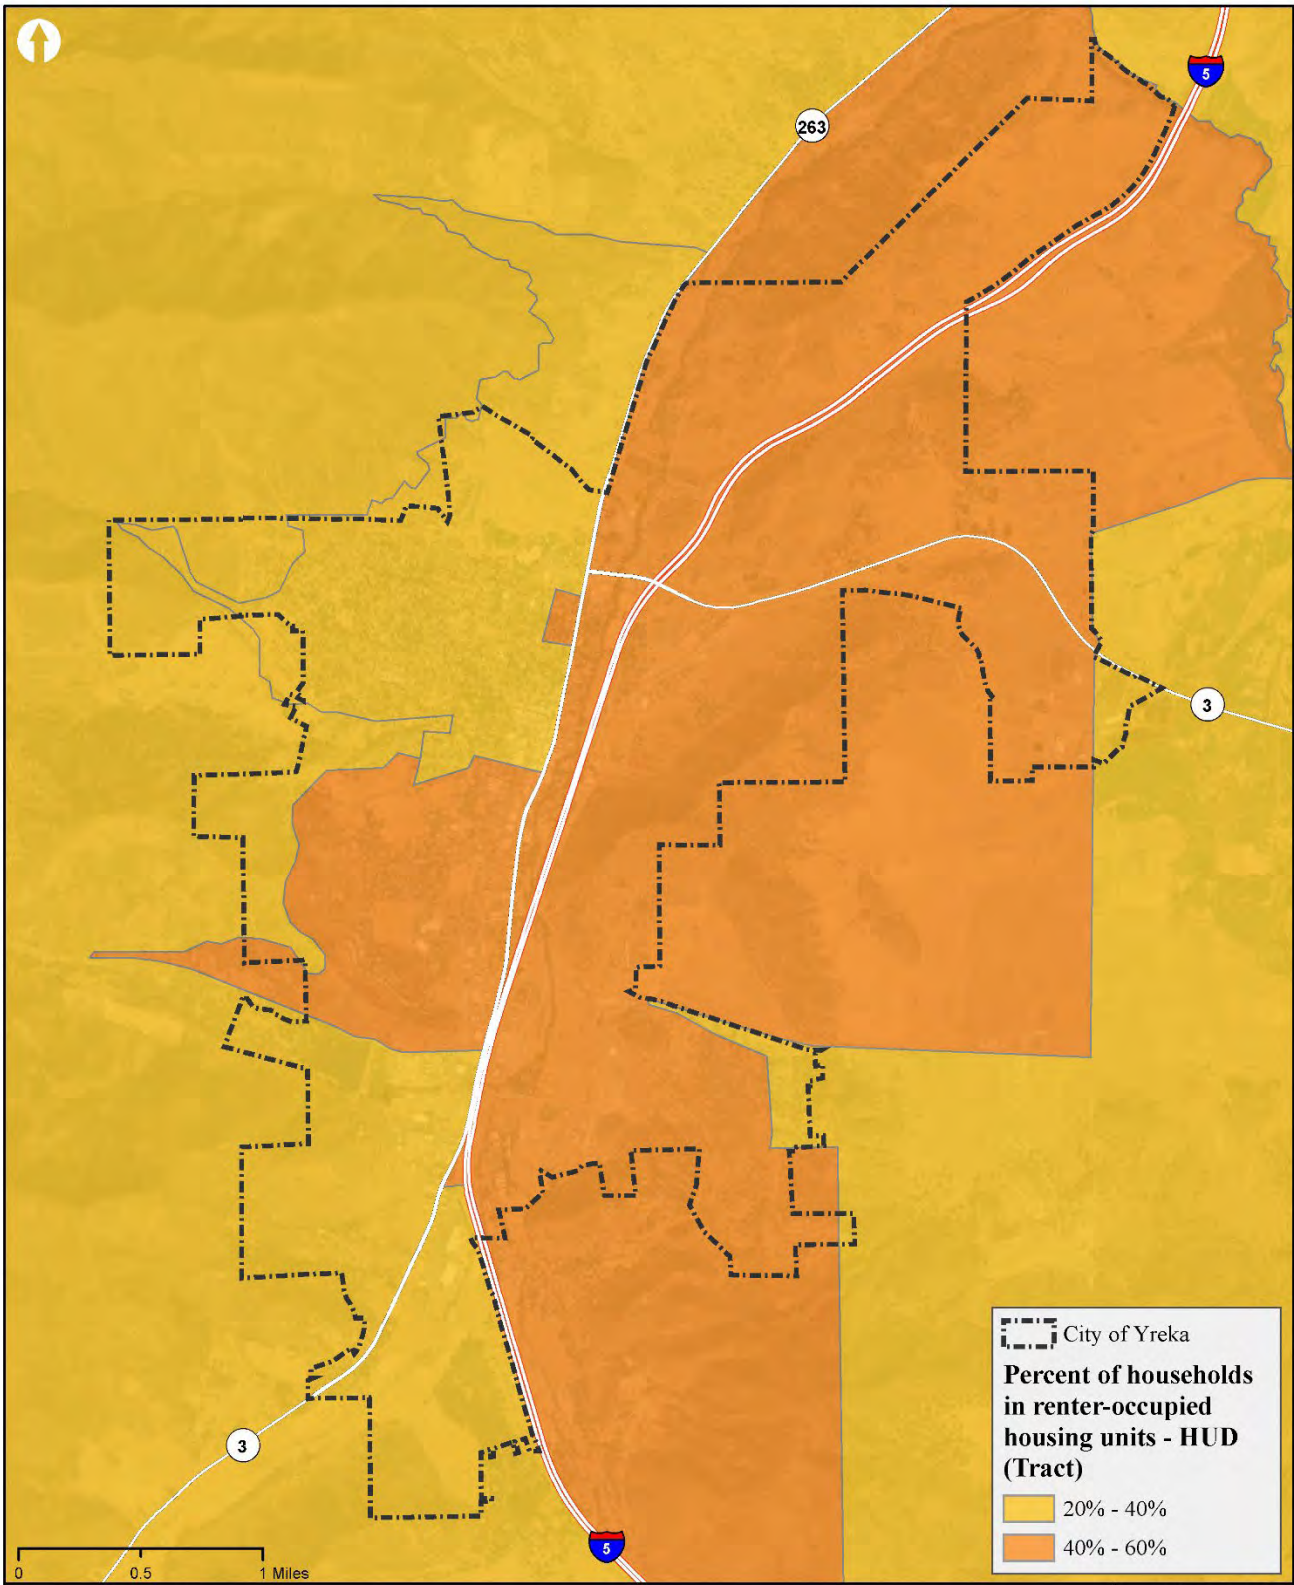 5
263
3
3
5
City of Yreka
Percent of households
in renter-occupied
housing units - HUD
(Tract)
20% - 40%
40% - 60%
0 0.5 1 Miles